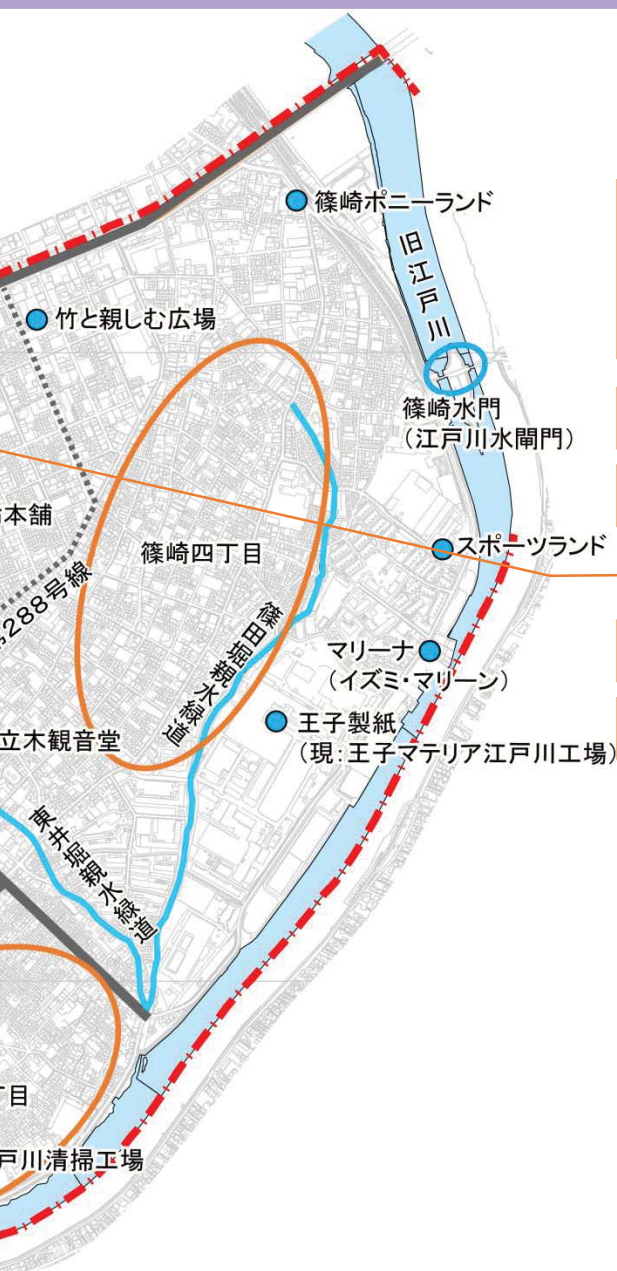 篠崎ポニーランド
旧江戸川
竹と親しむ広場
篠崎水門
（江戸川水閘門）
本舗
スポーツランド
篠崎四丁目
288号線
篠田堀親水緑道
マリーナ
（イズミ・マリーン）
王子製紙
（現：王子マテリア江戸川工場）
立木観音堂
東井堀親水緑道
丁目
戸川清掃工場